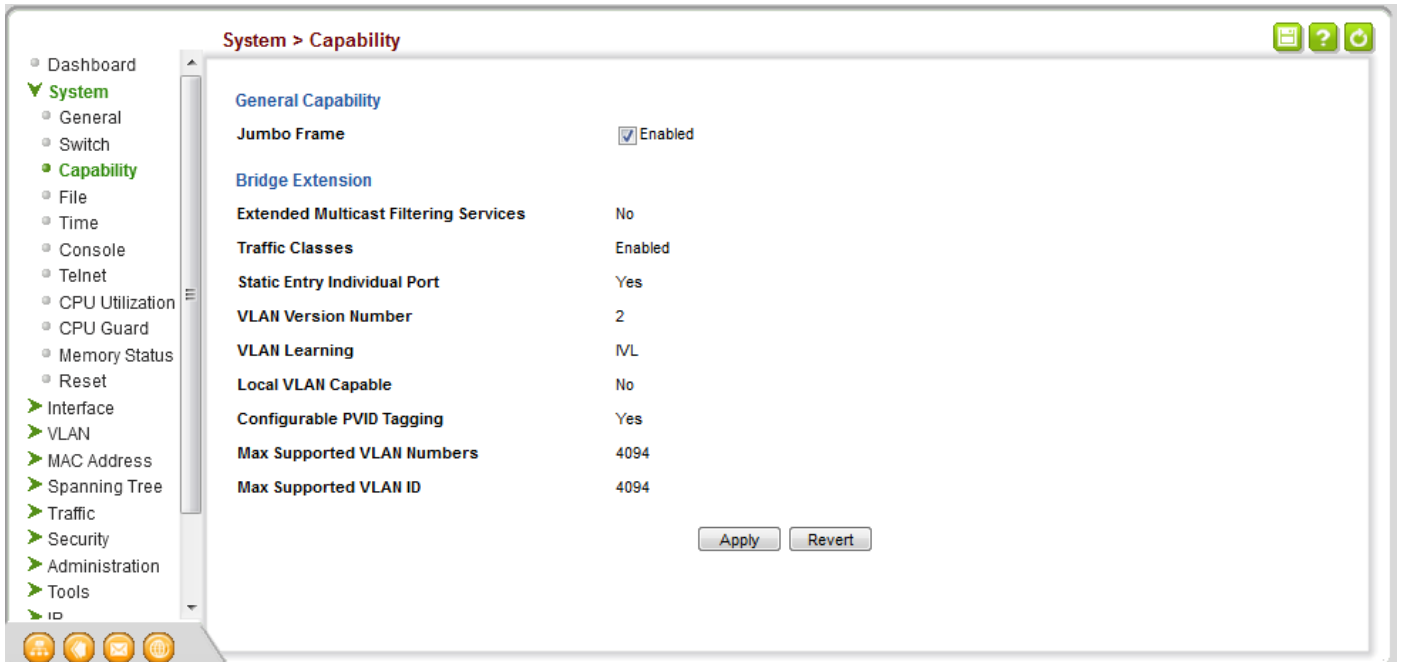 System > Capability
?
Dashboard
System
General
Switch
Capability
File
Time
Console
Telnet
CPU Utilization
CPU Guard
Memory Status
Reset
Interface
VLAN
MAC Address
Spanning Tree
Traffic
Security
Administration
Tools
IP
General Capability
Jumbo Frame Enabled
Bridge Extension
Extended Multicast Filtering Services No
Traffic Classes Enabled
Static Entry Individual Port Yes
VLAN Version Number 2
VLAN Learning IVL
Local VLAN Capable No
Configurable PVID Tagging Yes
Max Supported VLAN Numbers 4094
Max Supported VLAN ID 4094
Apply Revert